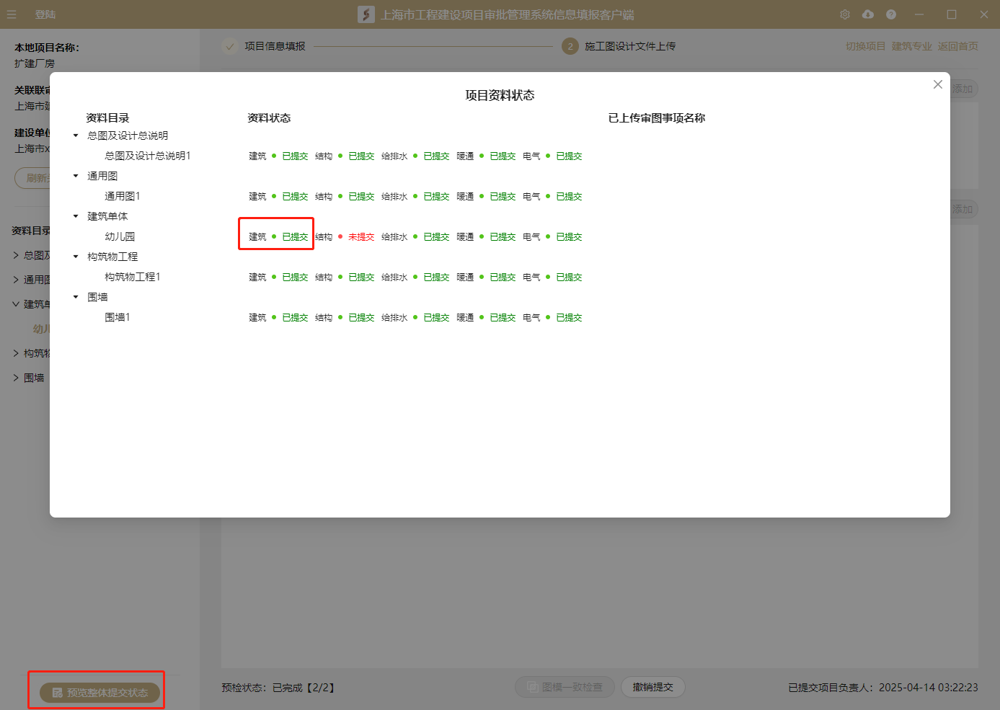 登陆
上海市工程建设项目审批管理系统信息填报客户端
本地项目名称：
扩建厂房
项目信息填报
2 施工图设计文件上传
切换项目 建筑专业 返回首页
关联联审
上海市建
添加
建设单位
上海市x
刷新
添加
资料目录
总图及
通用图
建筑单
幼儿
构筑物
围墙
项目资料状态
资料目录 资料状态 已上传审图事项名称
总图及设计总说明
总图及设计总说明1 建筑 已提交 结构 已提交 给排水 已提交 暖通 已提交 电气 已提交
通用图
通用图1 建筑 已提交 结构 已提交 给排水 已提交 暖通 已提交 电气 已提交
建筑单体
幼儿园 建筑 已提交 结构 未提交 给排水 已提交 暖通 已提交 电气 已提交
构筑物工程
构筑物工程1 建筑 已提交 结构 已提交 给排水 已提交 暖通 已提交 电气 已提交
围墙
围墙1 建筑 已提交 结构 已提交 给排水 已提交 暖通 已提交 电气 已提交
预览整体提交状态
预检状态：已完成【2/2】
图模一致检查
撤销提交
已提交项目负责人：2025-04-14 03:22:23